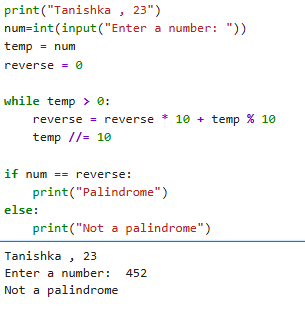 print("Tanishka , 23")
num=int(input("Enter a number: "))
temp = num
reverse = 0

while temp > 0:
    reverse = reverse * 10 + temp % 10
    temp //= 10

if num == reverse:
    print("Palindrome")
else:
    print("Not a palindrome")
Tanishka , 23
Enter a number:  452
Not a palindrome